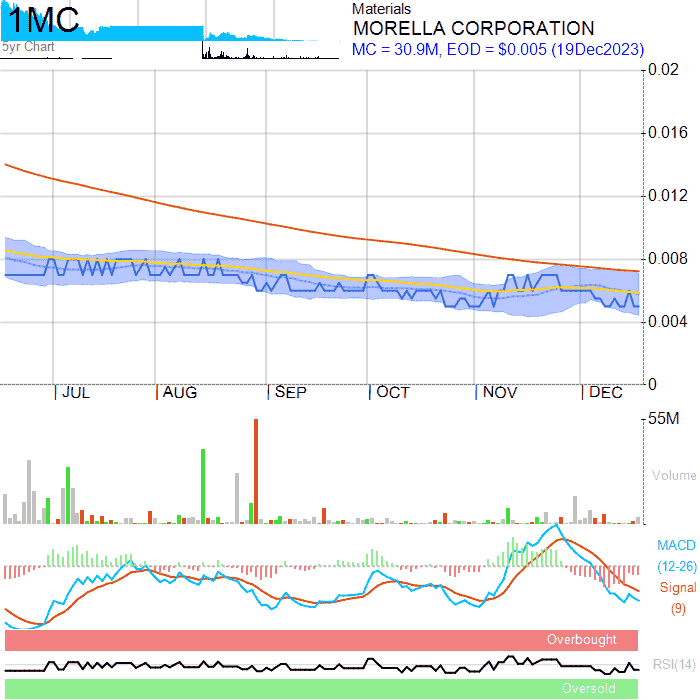 1MC
5yr Chart
Materials
MORELLA CORPORATION
MC = 30.9M, EOD = $0.005 (19Dec2023)
0.02
0.016
0.012
0.008
0.004
0
JUL AUG SEP OCT NOV DEC
55M
Volume
MACD
(12-26)
Signal
(9)
Overbought
RSI(14)
Oversold